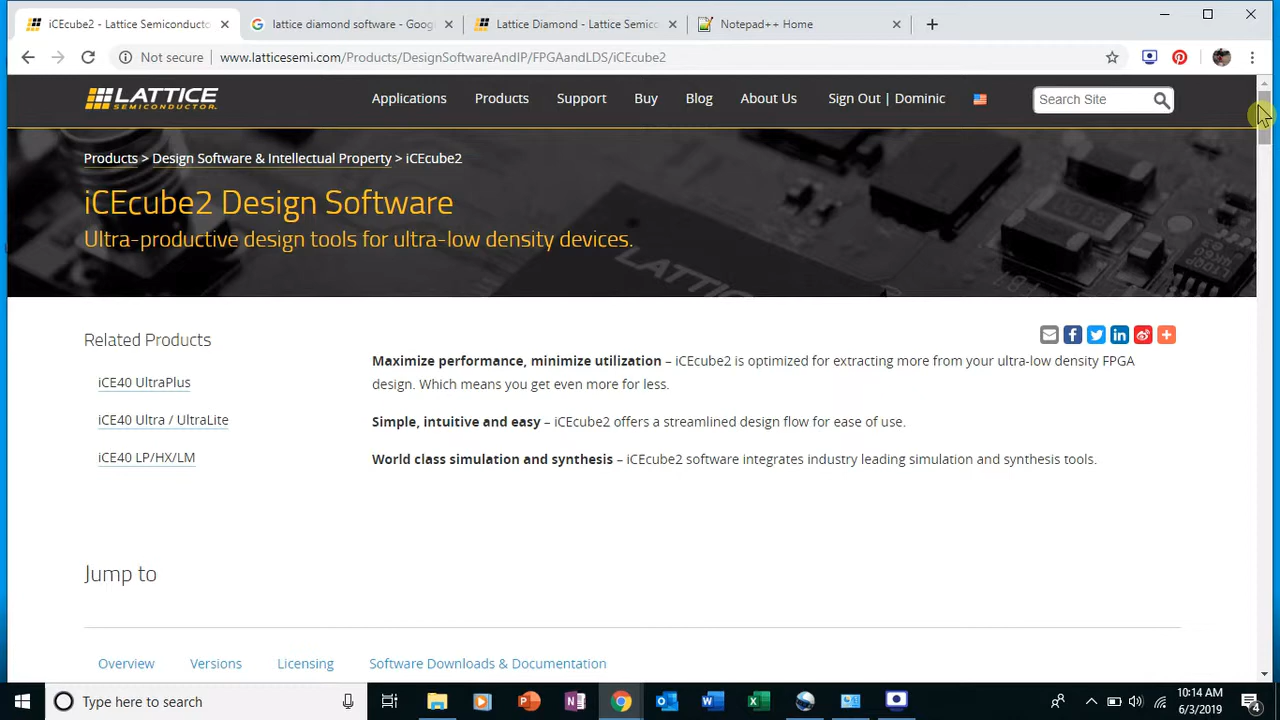 iCEcube2 - Lattice Semiconducto
lattice diamond software - Goog
Lattice Diamond - Lattice Semico
Notepad++ Home
Not secure
www.latticesemi.com/Products/DesignSoftwareAndIP/FPGAandLDS/iCEcube2
LATTICE
SEMICONDUCTOR.
Applications
Products
Support
Buy
Blog
About Us
Sign Out | Dominic
Search Site
Products > Design Software & Intellectual Property > iCEcube2
iCEcube2 Design Software
Ultra-productive design tools for ultra-low density devices.
LATTICE
Related Products
iCE40 UltraPlus
iCE40 Ultra / UltraLite
iCE40 LP/HX/LM
Maximize performance, minimize utilization – iCEcube2 is optimized for extracting more from your ultra-low density FPGA
design. Which means you get even more for less.
Simple, intuitive and easy – iCEcube2 offers a streamlined design flow for ease of use.
World class simulation and synthesis – iCEcube2 software integrates industry leading simulation and synthesis tools.
Jump to
Overview
Versions
Licensing
Software Downloads & Documentation
Type here to search
10:14 AM
6/3/2019
4